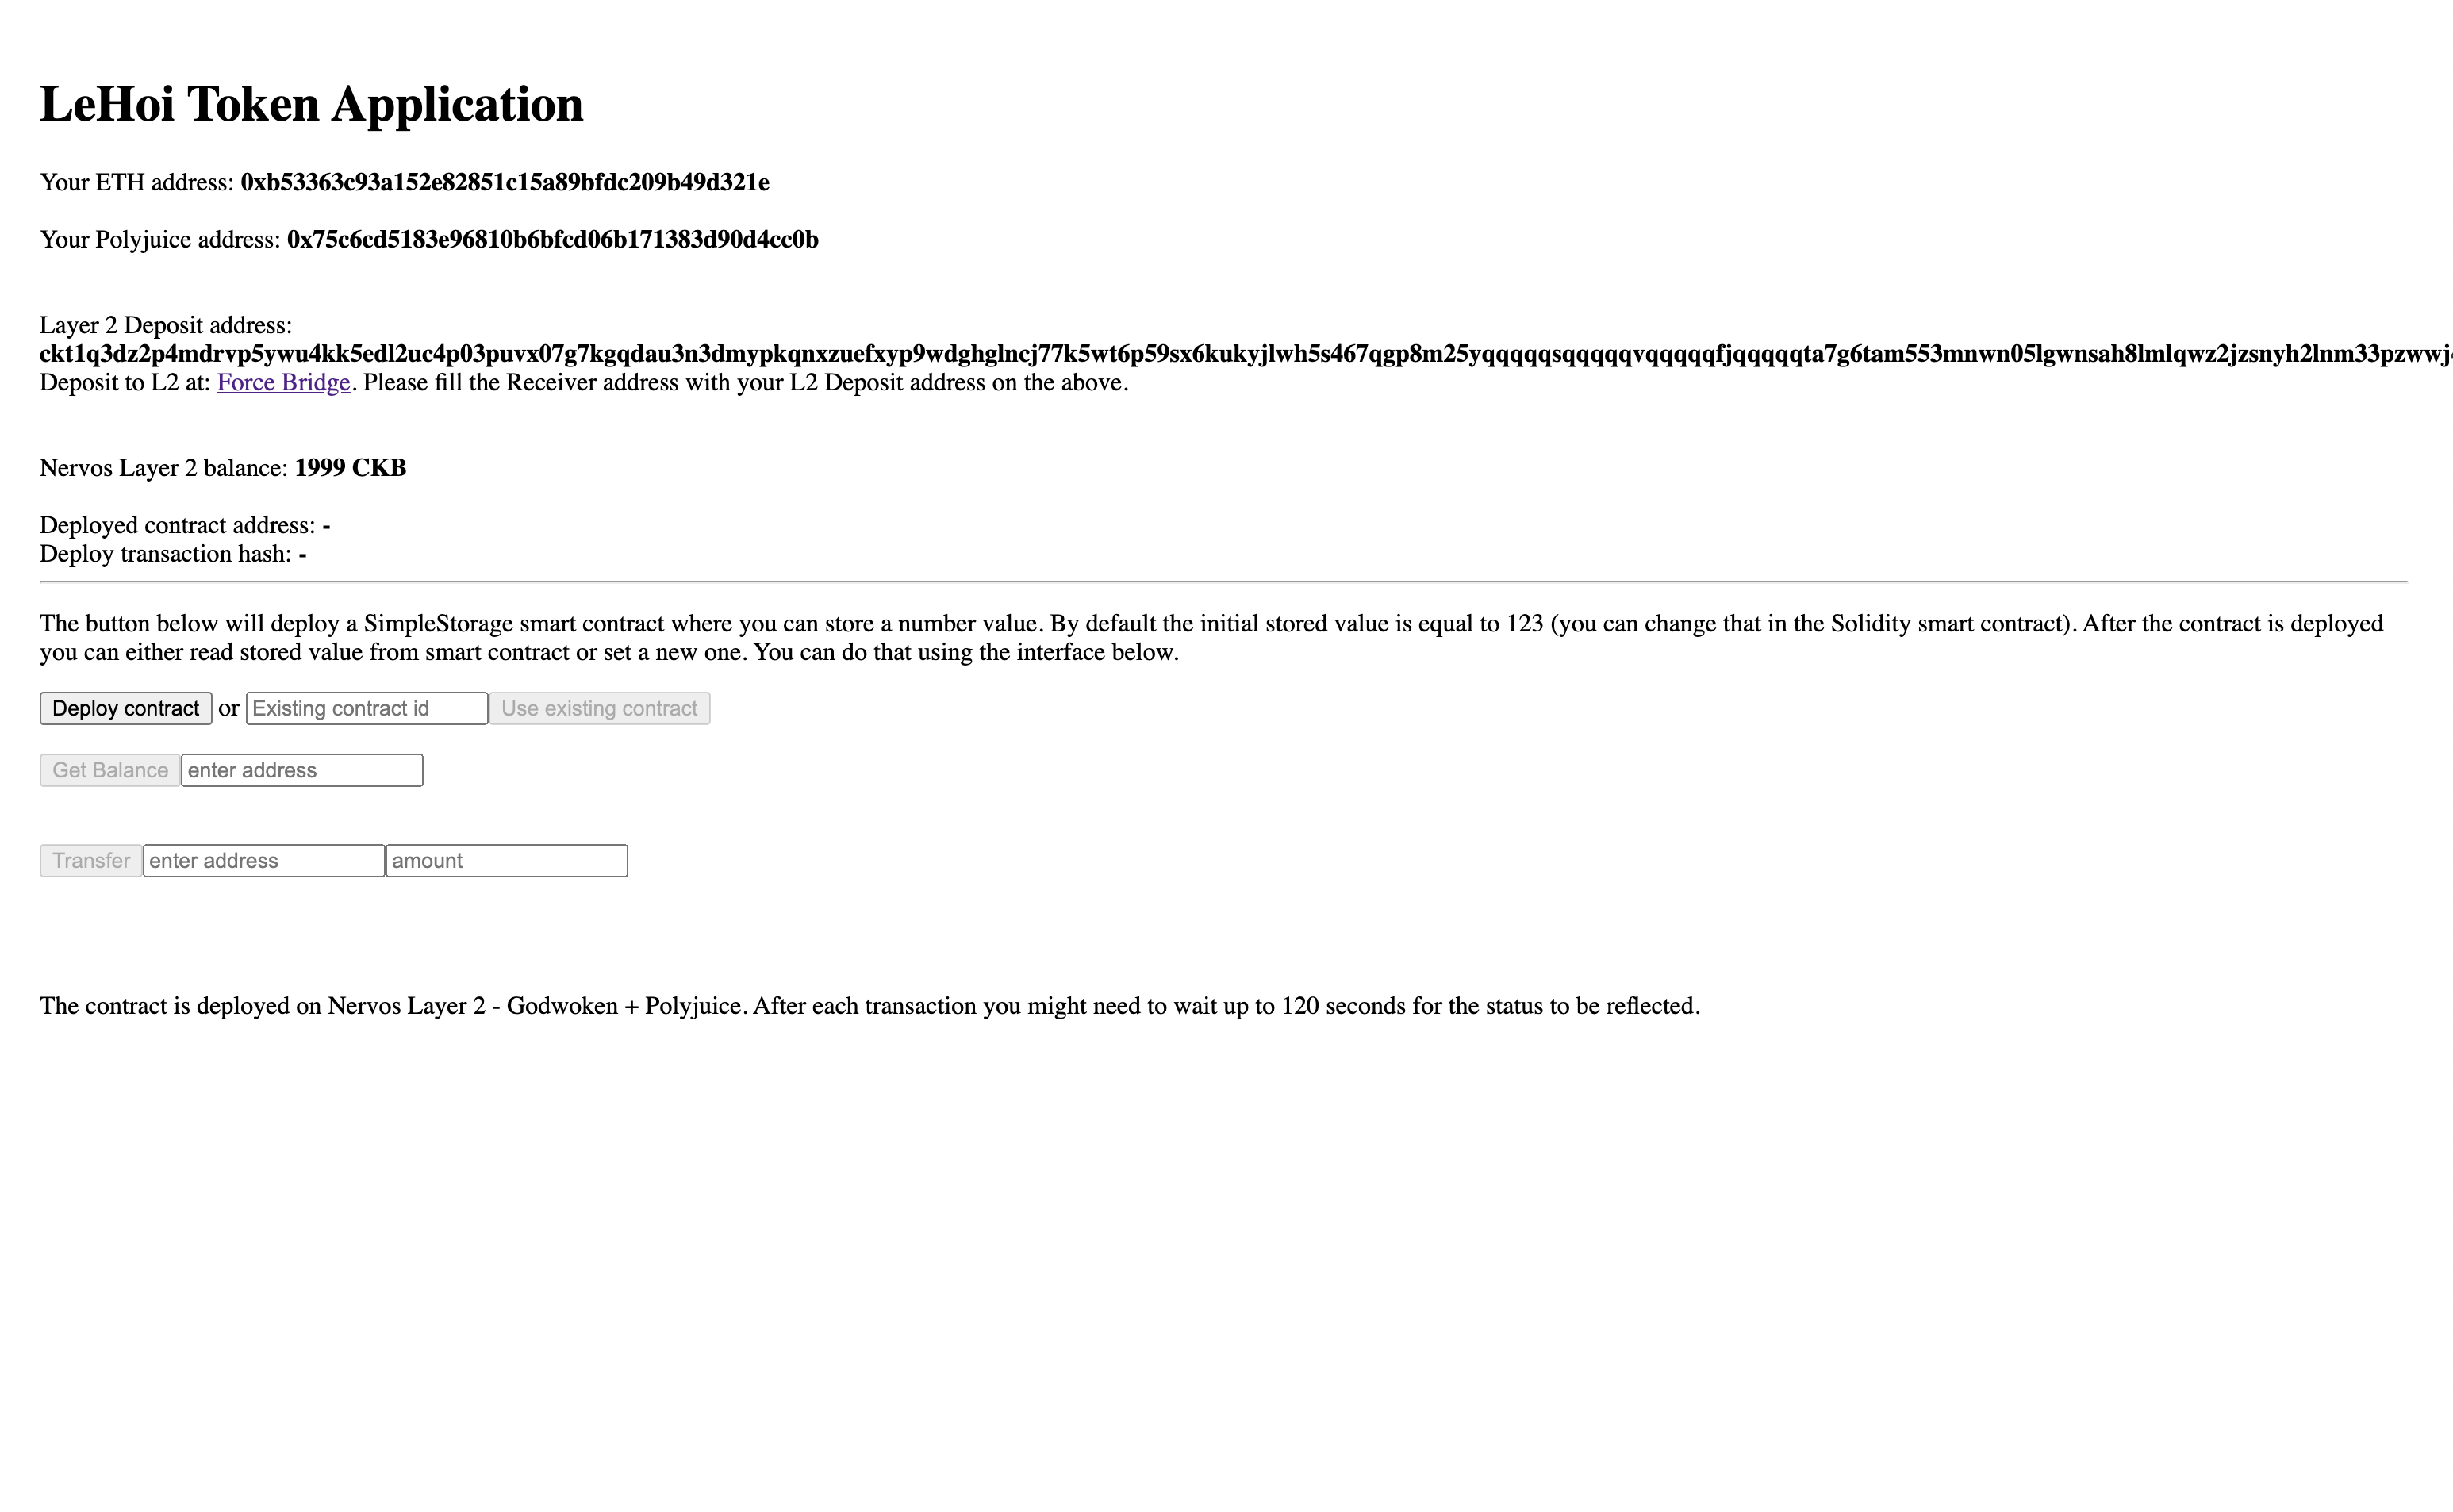 LeHoi Token Application
Your ETH address: 0xb53363c93a152e82851c15a89bfdc209b49d321e
Your Polyjuice address: 0x75c6cd5183e96810b6bfcd06b171383d90d4cc0b
Layer 2 Deposit address:
ckt1q3dz2p4mdrvp5ywu4kk5edl2uc4p03puvx07g7kgqdau3n3dmypkqnxzuefxyp9wdghglncj77k5wt6p59sx6kukyjlwh5s467qgp8m25yqqqqqsqqqqqvqqqqqfjqqqqqta7g6tam553mnwn05lgwnsah8lmlqwz2jzsnyh2lnm33pzwwj
Deposit to L2 at: Force Bridge. Please fill the Receiver address with your L2 Deposit address on the above.
Nervos Layer 2 balance: 1999 CKB
Deployed contract address: -
Deploy transaction hash: -
The button below will deploy a SimpleStorage smart contract where you can store a number value. By default the initial stored value is equal to 123 (you can change that in the Solidity smart contract). After the contract is deployed
you can either read stored value from smart contract or set a new one. You can do that using the interface below.
Deploy contract or Existing contract id Use existing contract
Get Balance enter address
Transfer enter address amount
The contract is deployed on Nervos Layer 2 - Godwoken + Polyjuice. After each transaction you might need to wait up to 120 seconds for the status to be reflected.